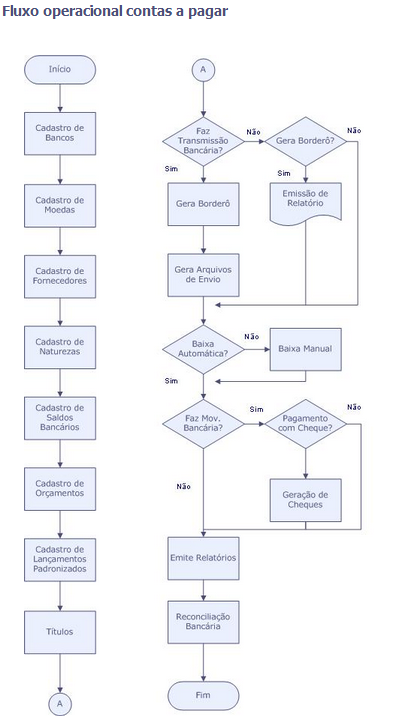 Fluxo operacional contas a pagar
Início
Cadastro de
Bancos
Cadastro de
Moedas
Cadastro de
Fornecedores
Cadastro de
Naturezas
Cadastro de
Saldos
Bancários
Cadastro de
Orçamentos
Cadastro de
Lançamentos
Padronizados
Títulos
A
A
Faz
Transmissão
Bancária?
Não
Gera Borderô?
Não
Sim
Sim
Gera Borderô
Emissão de
Relatório
Gera Arquivos
de Envio
Baixa
Automática?
Não
Baixa Manual
Sim
Faz Mov.
Bancária?
Sim
Pagamento
com Cheque?
Não
Não
Geração de
Cheques
Emite Relatórios
Reconciliação
Bancária
Fim